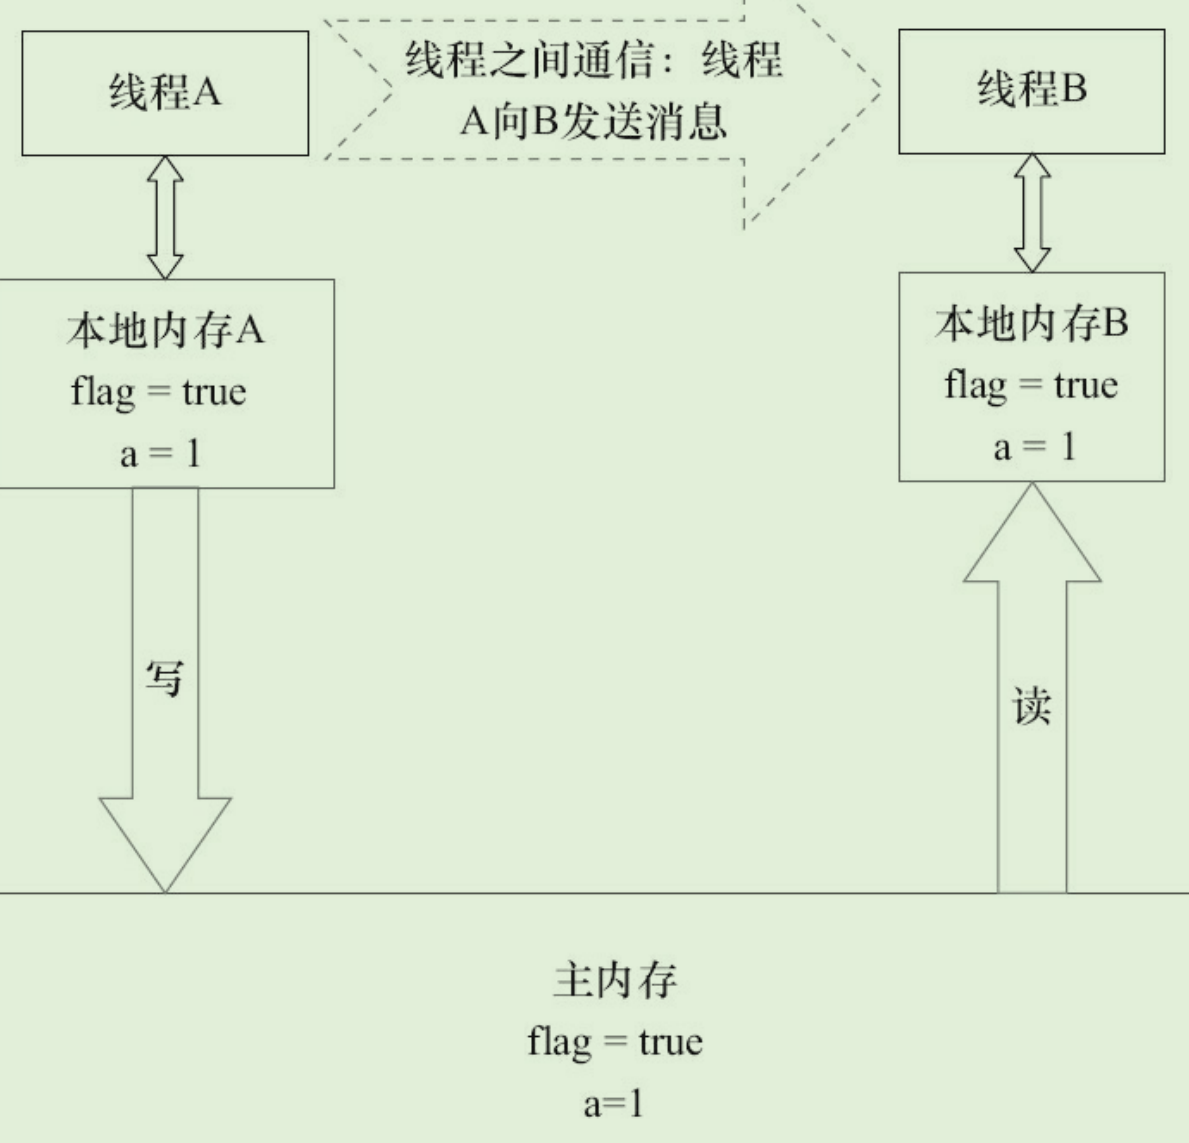 线程A
线程之间通信：线程
A向B发送消息
线程B
本地内存A
flag = true
a = 1
本地内存B
flag = true
a = 1
写
读
主内存
flag = true
a=1